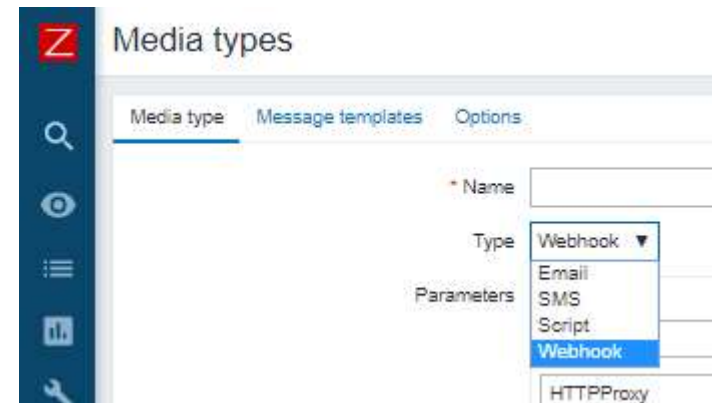 Z Media types
Media type Message templates Options
* Name
Type Webhook ▼
Email
Parameters SMS
Script
Webhook
HTTPProxy